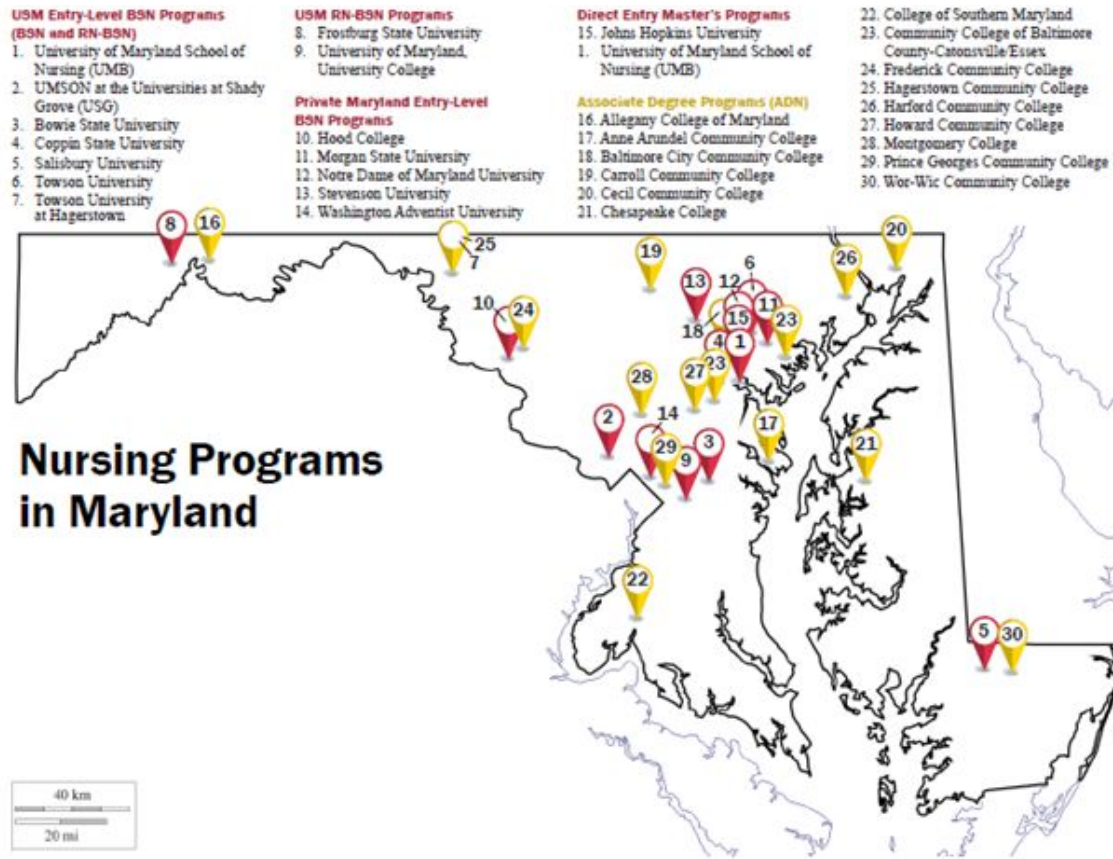 USM Entry-Level BSN Programs
(BSN and RN-BSN)
1. University of Maryland School of
Nursing (UMB)
2. UMSON at the Universities at Shady
Grove (USG)
3. Bowie State University
4. Coppin State University
5. Salisbury University
6. Towson University
7. Towson University
at Hagerstown
USM RN-BSN Programs
8. Frostburg State University
9. University of Maryland,
University College
Private Maryland Entry-Level
BSN Programs
10. Hood College
11. Morgan State University
12. Notre Dame of Maryland University
13. Stevenson University
14. Washington Adventist University
Direct Entry Master's Programs
15. Johns Hopkins University
1. University of Maryland School of
Nursing (UMB)
Associate Degree Programs (ADN)
16. Allegany College of Maryland
17. Anne Arundel Community College
18. Baltimore City Community College
19. Carroll Community College
20. Cecil Community College
21. Chesapeake College
22. College of Southern Maryland
23. Community College of Baltimore
County-Catonsville/Essex
24. Frederick Community College
25. Hagerstown Community College
26. Harford Community College
27. Howard Community College
28. Montgomery College
29. Prince Georges Community College
30. Wor-Wic Community College
8
16
25
7
19
20
26
6
12
13
10
24
11
15
18
23
4
1
28
27
23
2
14
17
29
9
3
21
22
5
30
Nursing Programs
in Maryland
40 km
20 mi